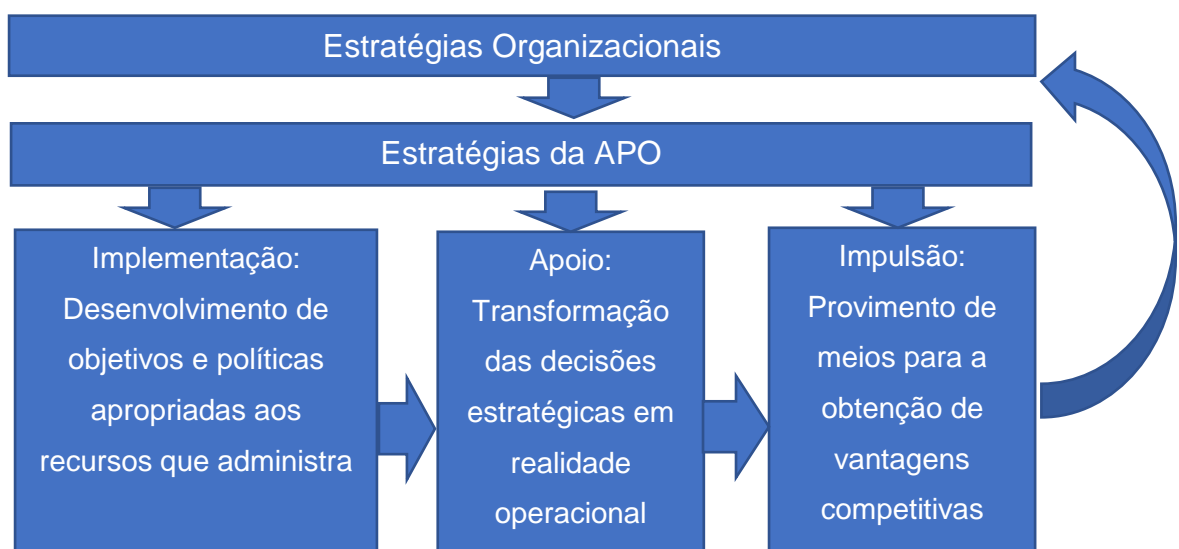 Estratégias Organizacionais
Estratégias da APO
Implementação:
Desenvolvimento de
objetivos e políticas
apropriadas aos
recursos que administra
Apoio:
Transformação
das decisões
estratégicas em
realidade
operacional
Impulsão:
Provimento de
meios para a
obtenção de
vantagens
competitivas